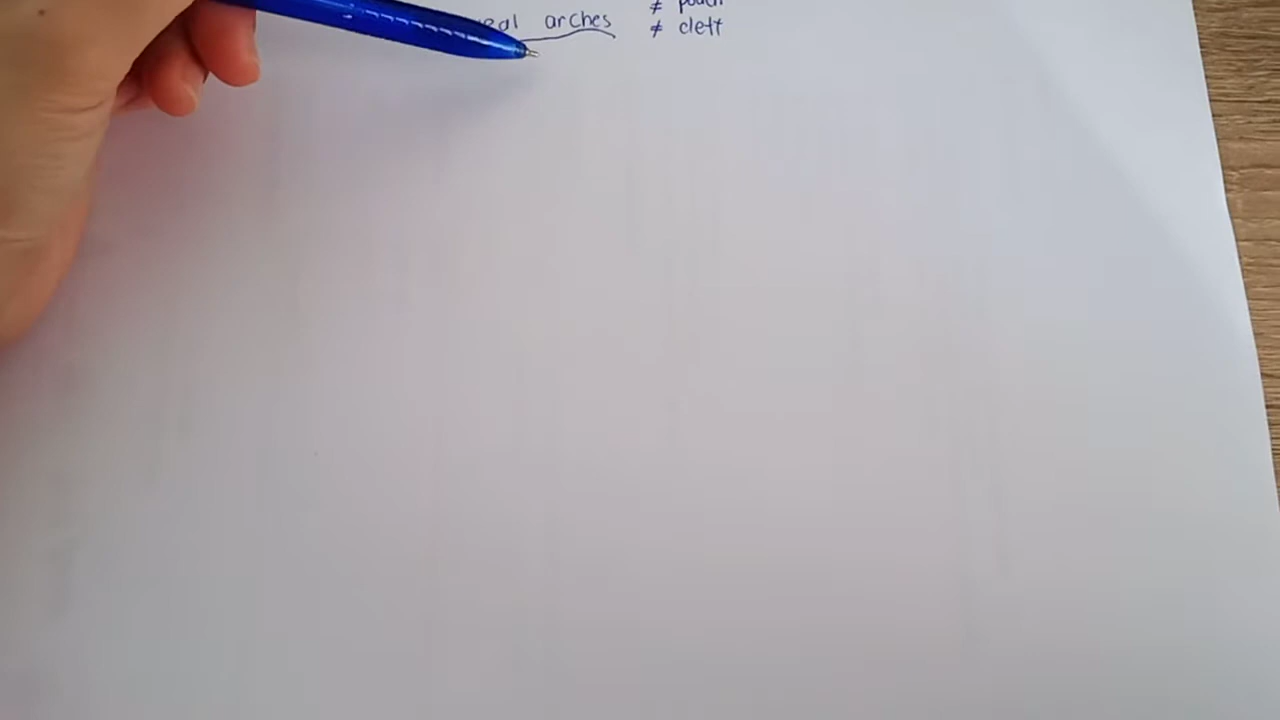 ≠ pouch
arches ≠ cleft